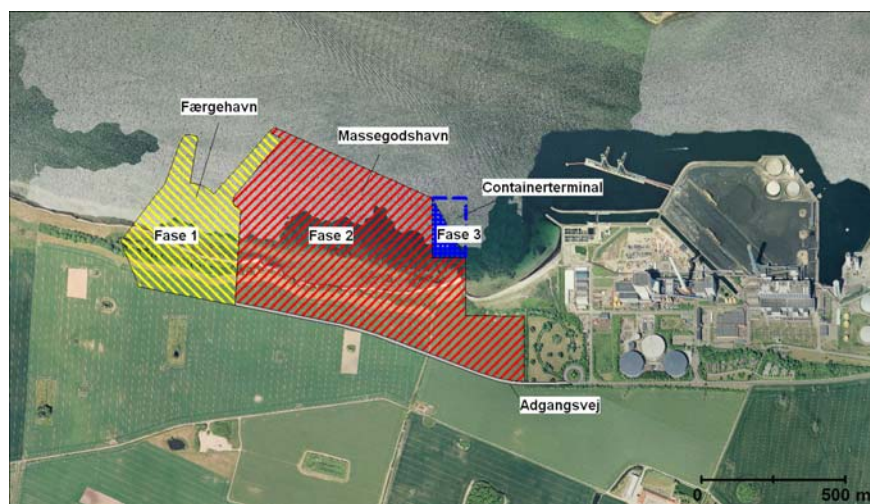 Færgehavn
Massegodshavn
Containerterminal
Fase 1
Fase 2
Fase 3
Adgangsvej
0
500 m